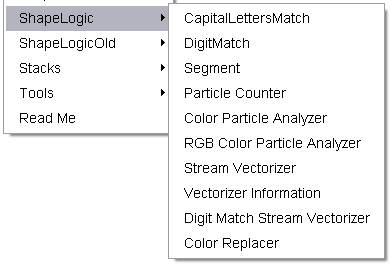 ShapeLogic
ShapeLogicOld
Stacks
Tools
Read Me
CapitalLettersMatch
DigitMatch
Segment
Particle Counter
Color Particle Analyzer
RGB Color Particle Analyzer
Stream Vectorizer
Vectorizer Information
Digit Match Stream Vectorizer
Color Replacer